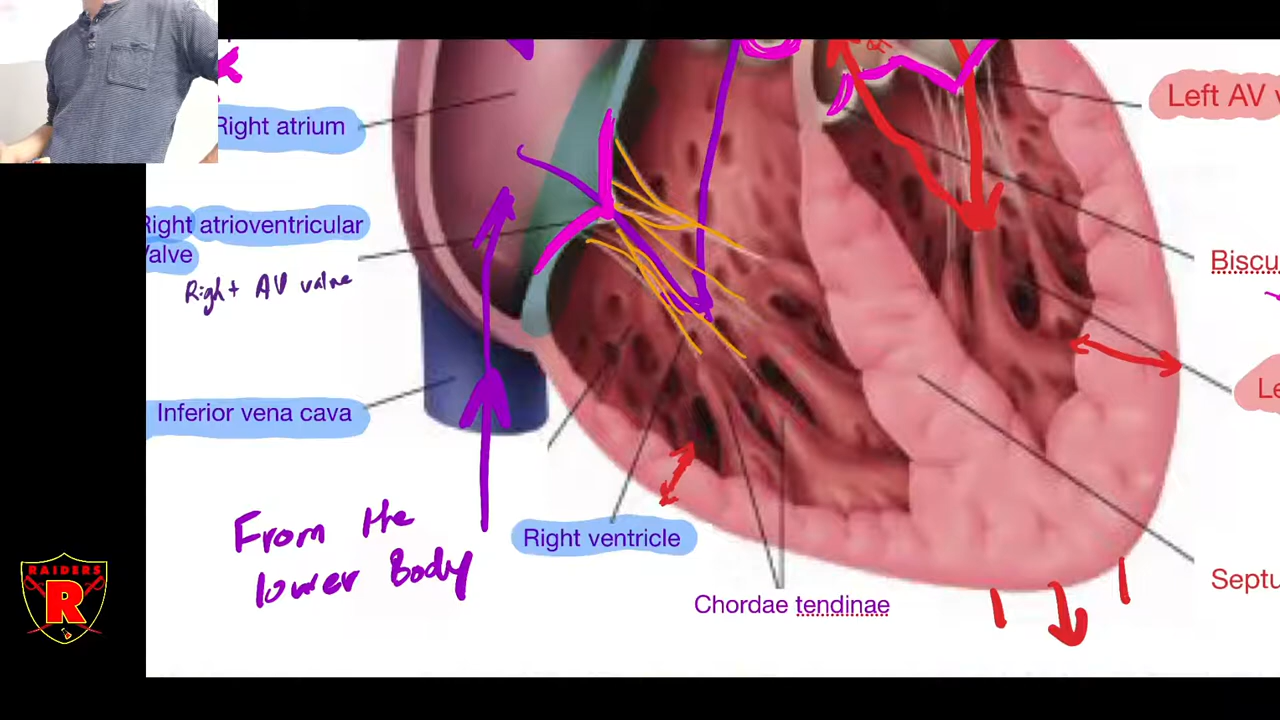 Right atrium
Left AV v
Right atrioventricular
Valve
Right AV valve
Biscu
Inferior vena cava
Le
From the
lower Body
Right ventricle
Septu
Chordae tendinae
RAIDERS
R